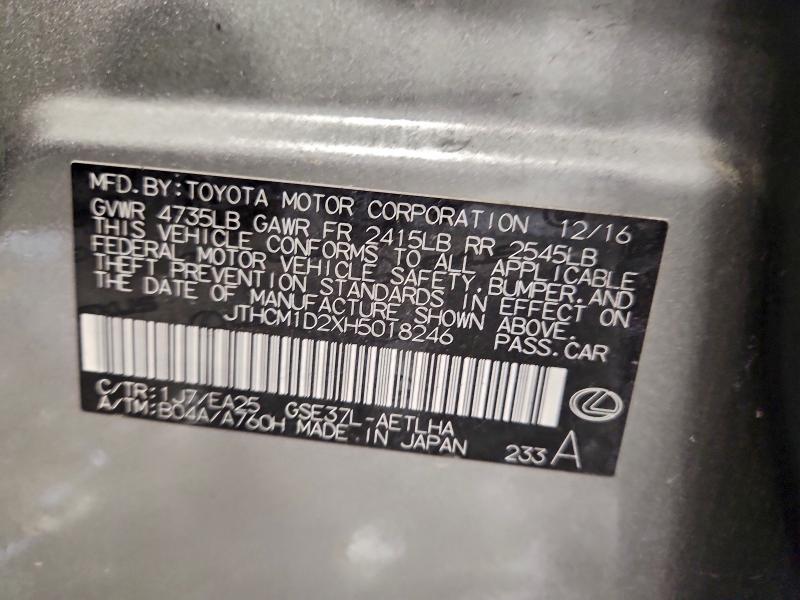 MFD. BY: TOYOTA MOTOR CORPORATION 12/16
GVWR 4735LB GAWR FR 2415LB RR 2545LB
THIS VEHICLE CONFORMS TO ALL APPLICABLE
FEDERAL MOTOR VEHICLE SAFETY, BUMPER, AND
THEFT PREVENTION STANDARDS IN EFFECT ON
THE DATE OF MANUFACTURE SHOWN ABOVE.
JTHCM1D2XH5018246 PASS. CAR
C/TR: 1J7/EA25 GSE37L-AETLHA
A/TM: B04A/A760H MADE IN JAPAN 233 A